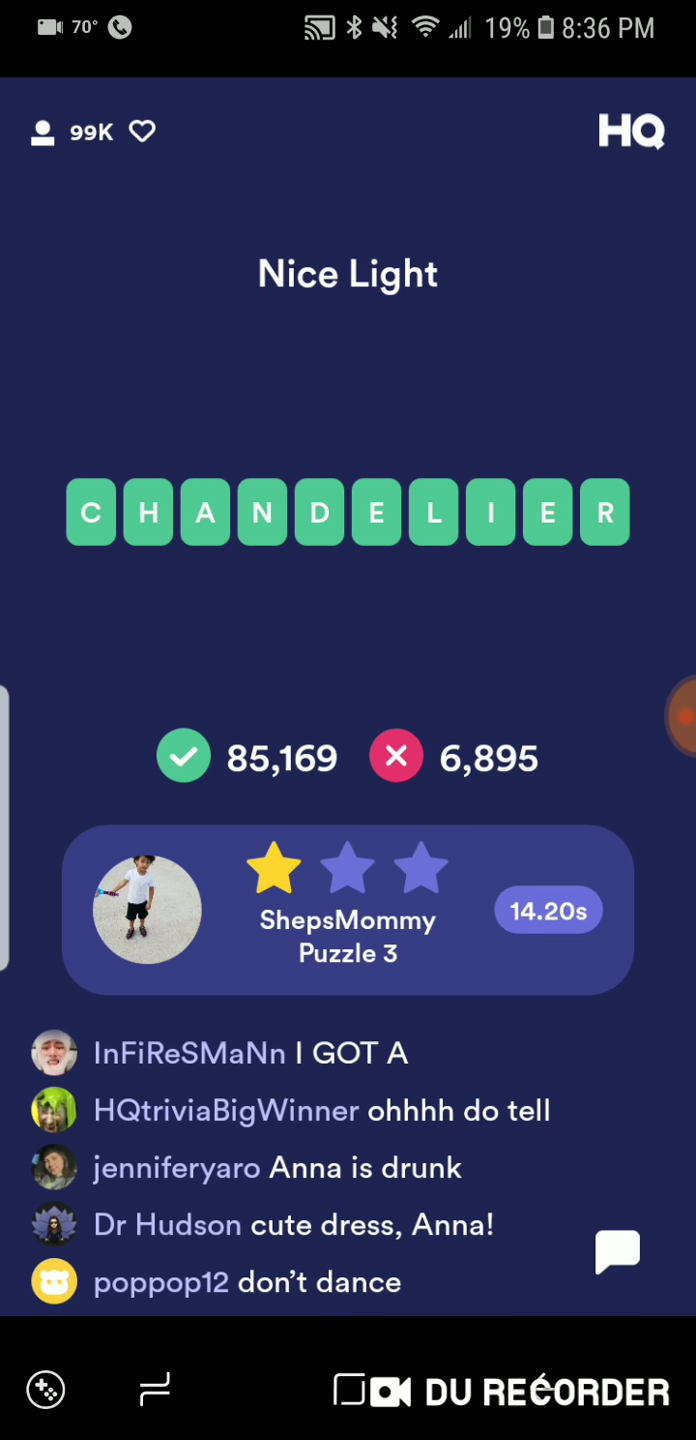 70° 19% 8:36 PM
99K HQ
Nice Light
C H A N D E L I E R
85,169 6,895
ShepsMommy
Puzzle 3
14.20s
InFiReSMaNn I GOT A
HQtriviaBigWinner ohhhh do tell
jenniferyaro Anna is drunk
Dr Hudson cute dress, Anna!
poppop12 don’t dance
DU RECORDER